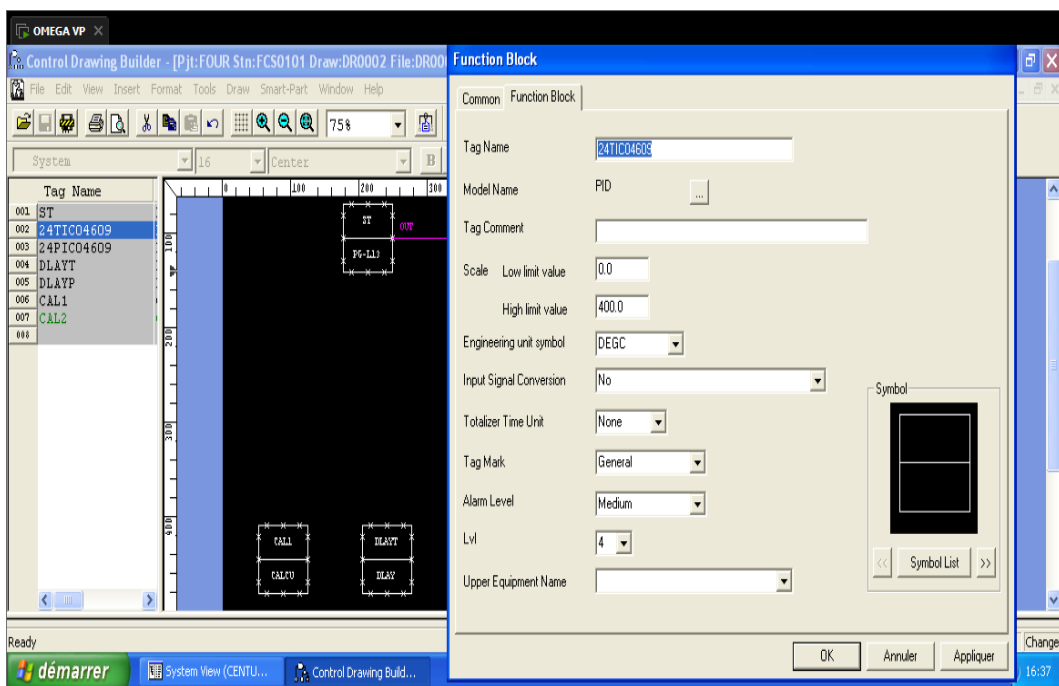 OMEGA VP
Control Drawing Builder - [Pjt:FOUR Stn:FCS0101 Draw:DR0002 File:DR00
File Edit View Insert Format Tools Draw Smart-Part Window Help
75%
System 16 Center B
Tag Name
001 ST
002 24TIC04609
003 24PIC04609
004 DLAYT
005 DLAYP
006 CAL1
007 CAL2
008
0 100 200 300
100
200
300
400
ST
OUT
PG-L13
CAL1
CALCU
DLAYT
DLAY
Function Block
Common Function Block
Tag Name 24TIC04609
Model Name PID ...
Tag Comment
Scale Low limit value 0.0
High limit value 400.0
Engineering unit symbol DEGC
Input Signal Conversion No
Totalizer Time Unit None
Tag Mark General
Alarm Level Medium
Lvl 4
Upper Equipment Name
Symbol
<< Symbol List >>
OK Annuler Appliquer
Ready
Change
démarrer System View (CENTU... Control Drawing Build... 16:37